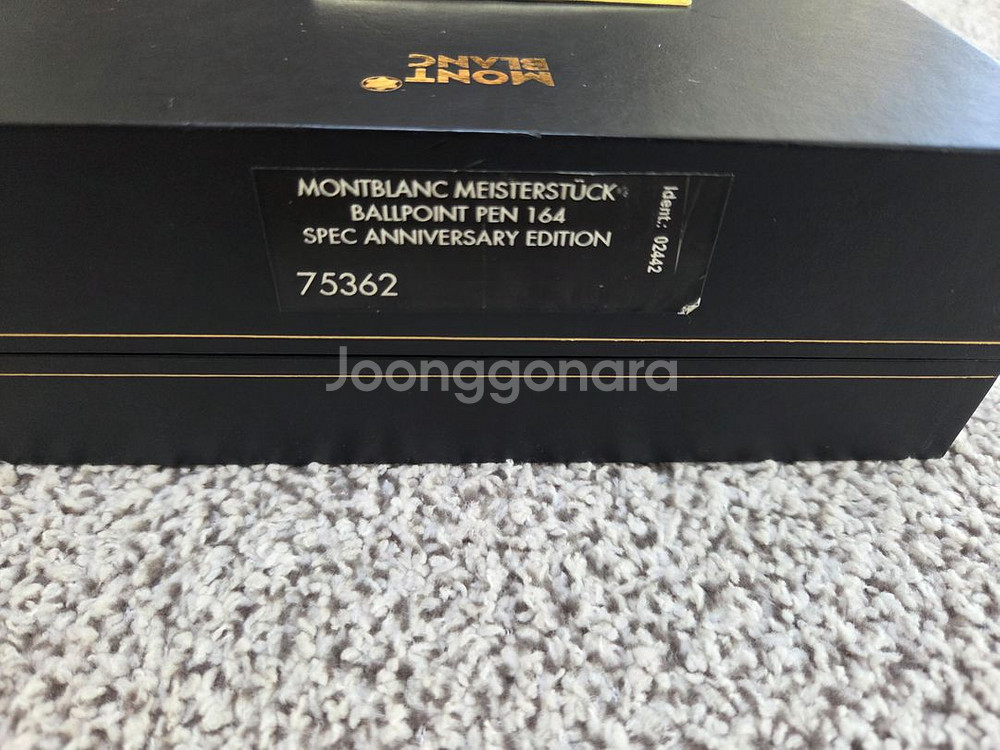 MONT
BLANC
MONTBLANC MEISTERSTÜCK
BALLPOINT PEN 164
SPEC ANNIVERSARY EDITION
75362
Ident.: 02442
Joonggonara